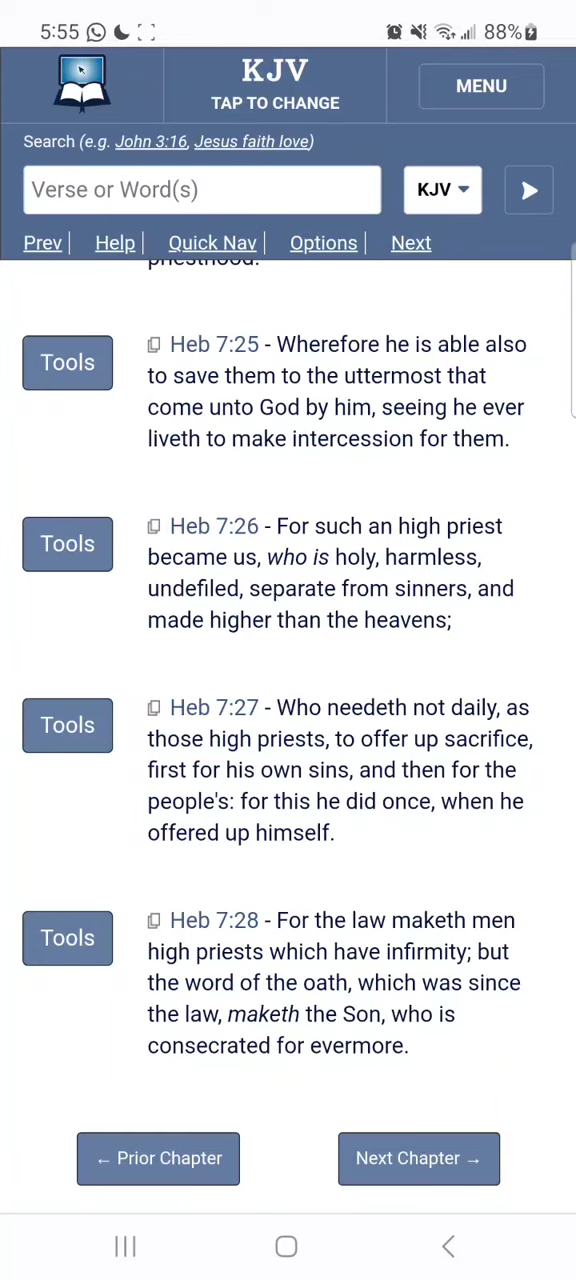 5:55 88%
KJV
TAP TO CHANGE
MENU
Search (e.g. John 3:16, Jesus faith love)
Verse or Word(s) KJV
Prev| Help| Quick Nav| Options| Next
priesthood.
Tools
Heb 7:25 - Wherefore he is able also
to save them to the uttermost that
come unto God by him, seeing he ever
liveth to make intercession for them.
Tools
Heb 7:26 - For such an high priest
became us, who is holy, harmless,
undefiled, separate from sinners, and
made higher than the heavens;
Tools
Heb 7:27 - Who needeth not daily, as
those high priests, to offer up sacrifice,
first for his own sins, and then for the
people's: for this he did once, when he
offered up himself.
Tools
Heb 7:28 - For the law maketh men
high priests which have infirmity; but
the word of the oath, which was since
the law, maketh the Son, who is
consecrated for evermore.
← Prior Chapter Next Chapter →